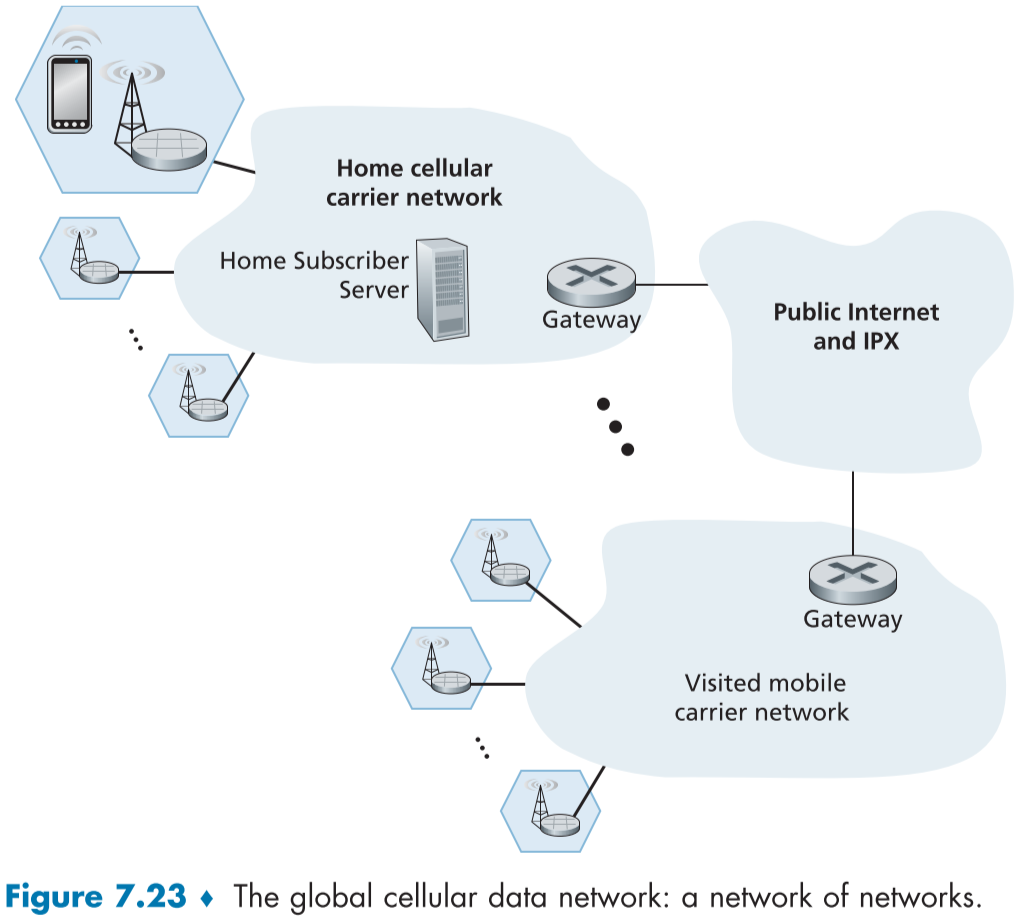 Home cellular
carrier network
Home Subscriber
Server
Gateway
Public Internet
and IPX
Gateway
Visited mobile
carrier network
Figure 7.23 ♦ The global cellular data network: a network of networks.